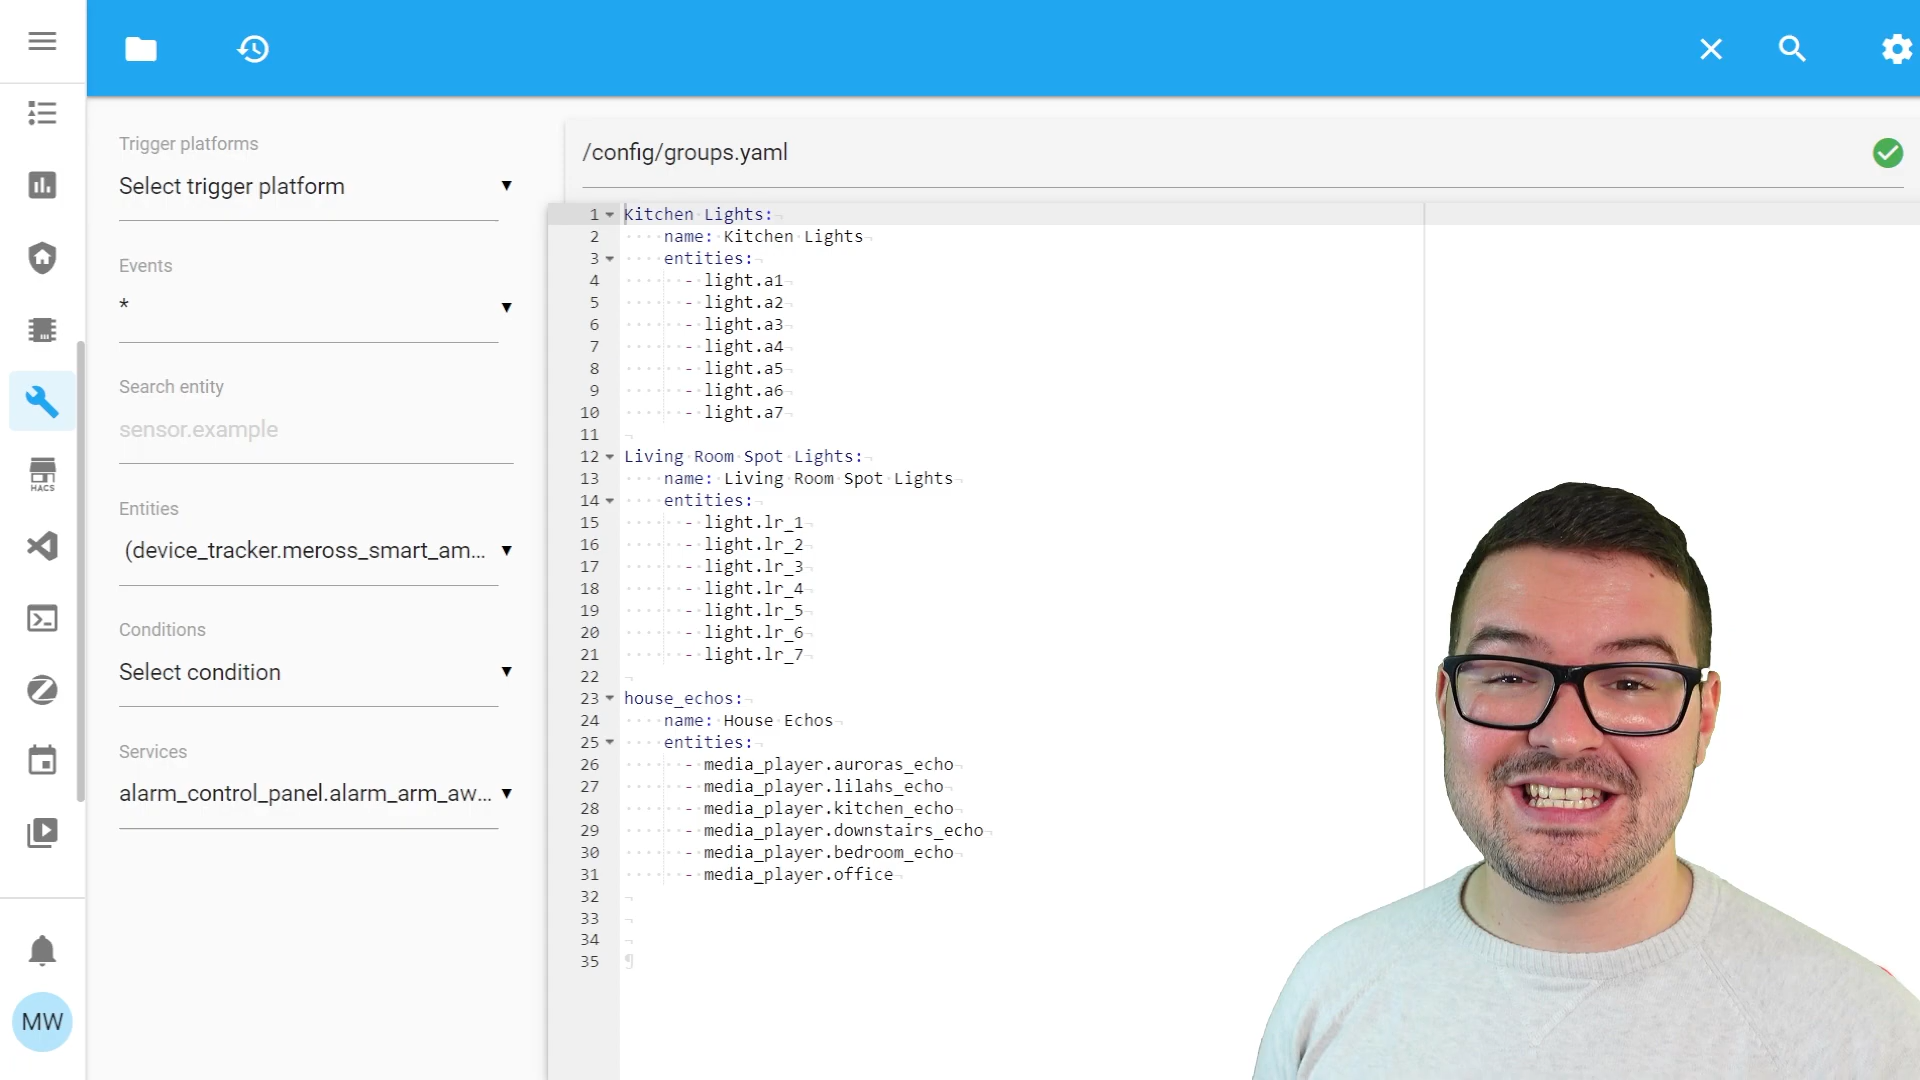 Trigger platforms
Select trigger platform
Events
*
Search entity
sensor.example
Entities
(device_tracker.meross_smart_am...
Conditions
Select condition
Services
alarm_control_panel.alarm_arm_aw...
HACS
MW
/config/groups.yaml
1 Kitchen Lights:
2 name: Kitchen Lights
3 entities:
4 - light.a1
5 - light.a2
6 - light.a3
7 - light.a4
8 - light.a5
9 - light.a6
10 - light.a7
11
12 Living Room Spot Lights:
13 name: Living Room Spot Lights
14 entities:
15 - light.lr_1
16 - light.lr_2
17 - light.lr_3
18 - light.lr_4
19 - light.lr_5
20 - light.lr_6
21 - light.lr_7
22
23 house_echos:
24 name: House Echos
25 entities:
26 - media_player.auroras_echo
27 - media_player.lilahs_echo
28 - media_player.kitchen_echo
29 - media_player.downstairs_echo
30 - media_player.bedroom_echo
31 - media_player.office
32
33
34
35